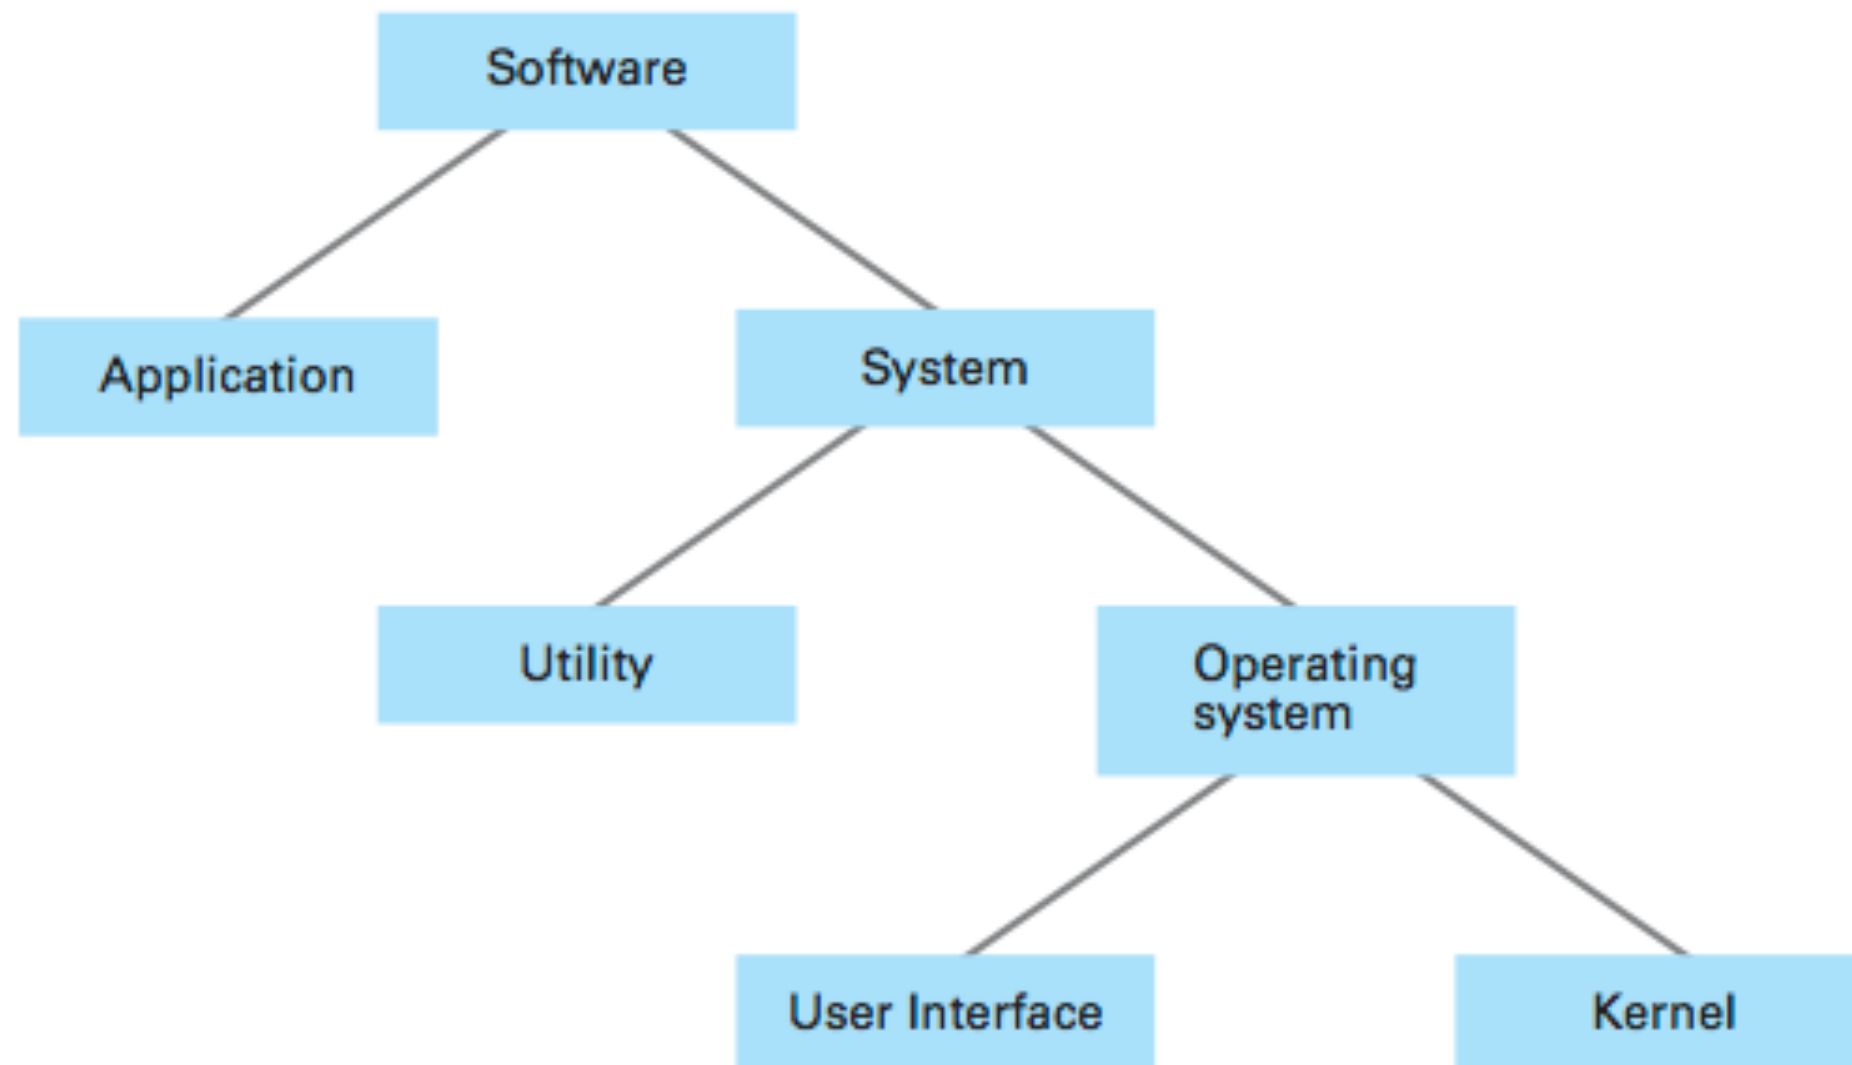 Software
Application
System
Utility
Operating
system
User Interface
Kernel